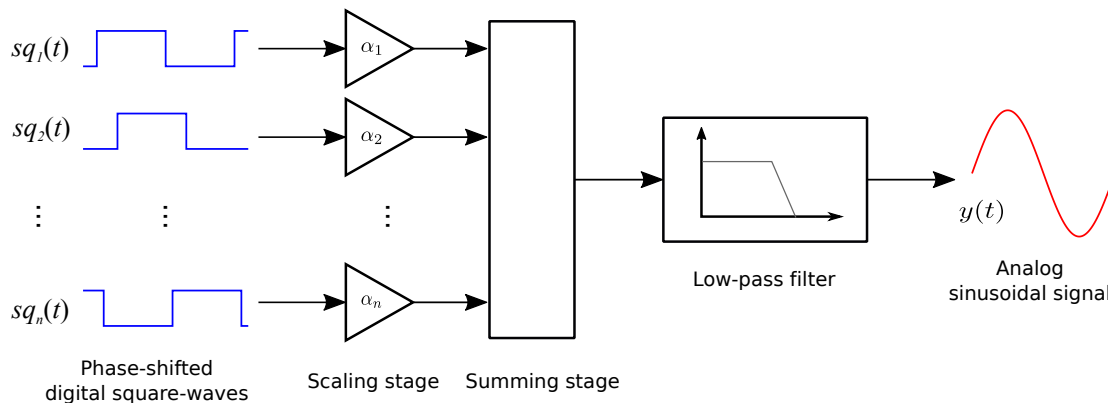 sq₁(t)
α₁
sq₂(t)
α₂
⋮ ⋮ ⋮
y(t)
sqₙ(t)
αₙ
Low-pass filter
Analog
sinusoidal signal
Phase-shifted
digital square-waves
Scaling stage
Summing stage